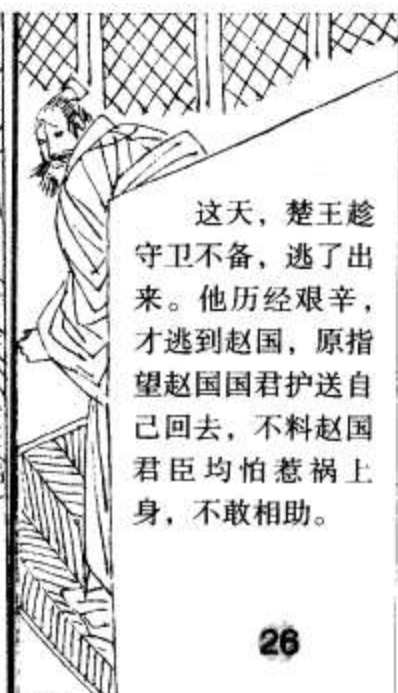 这天，楚王趁
守卫不备，逃了出
来。他历经艰辛，
才逃到赵国，原指
望赵国国君护送自
己回去，不料赵国
君臣均怕惹祸上
身，不敢相助。
26